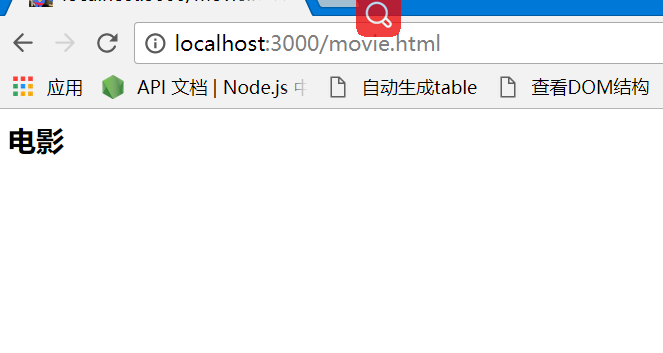 localhost:3000/movie.html
应用 API 文档 | Node.js 中 自动生成table 查看DOM结构
电影